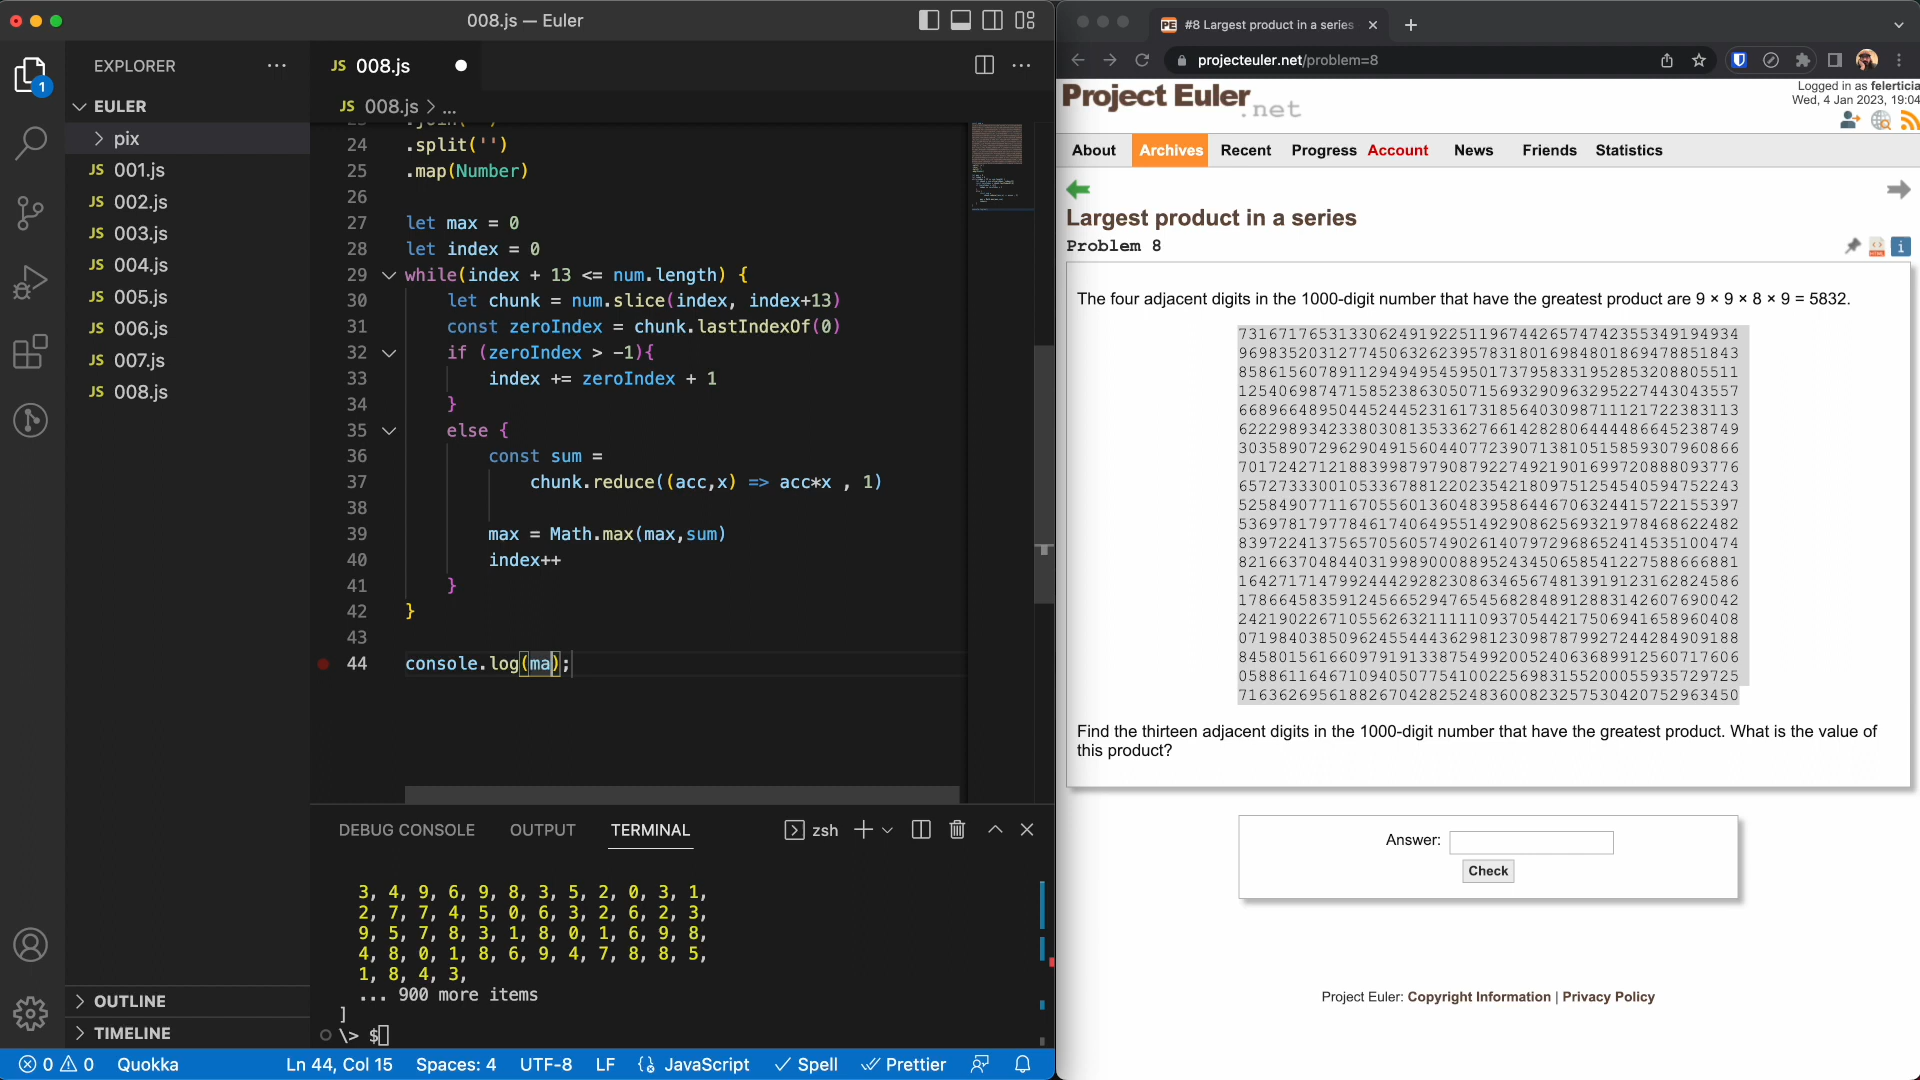 008.js — Euler
EXPLORER
1
EULER
pix
JS 001.js
JS 002.js
JS 003.js
JS 004.js
JS 005.js
JS 006.js
JS 007.js
JS 008.js
OUTLINE
TIMELINE
JS 008.js
JS 008.js > ...
24 .split('')
25 .map(Number)
26
27 let max = 0
28 let index = 0
29 while(index + 13 <= num.length) {
30 let chunk = num.slice(index, index+13)
31 const zeroIndex = chunk.lastIndexOf(0)
32 if (zeroIndex > -1){
33 index += zeroIndex + 1
34 }
35 else {
36 const sum =
37 chunk.reduce((acc,x) => acc*x , 1)
38
39 max = Math.max(max,sum)
40 index++
41 }
42 }
43
44 console.log(ma);
DEBUG CONSOLE OUTPUT TERMINAL zsh
3, 4, 9, 6, 9, 8, 3, 5, 2, 0, 3, 1,
2, 7, 7, 4, 5, 0, 6, 3, 2, 6, 2, 3,
9, 5, 7, 8, 3, 1, 8, 0, 1, 6, 9, 8,
4, 8, 0, 1, 8, 6, 9, 4, 7, 8, 8, 5,
1, 8, 4, 3,
... 900 more items
]
\> $
0 0 Quokka Ln 44, Col 15 Spaces: 4 UTF-8 LF JavaScript Spell Prettier
PE #8 Largest product in a series
projecteuler.net/problem=8
Project Euler.net
Logged in as felerticia
Wed, 4 Jan 2023, 19:04
About Archives Recent Progress Account News Friends Statistics
Largest product in a series
Problem 8
The four adjacent digits in the 1000-digit number that have the greatest product are 9 × 9 × 8 × 9 = 5832.
73167176531330624919225119674426574742355349194934
96983520312774506326239578318016984801869478851843
85861560789112949495459501737958331952853208805511
12540698747158523863050715693290963295227443043557
66896648950445244523161731856403098711121722383113
62229893423380308135336276614282806444486645238749
30358907296290491560440772390713810515859307960866
70172427121883998797908792274921901699720888093776
65727333001053367881220235421809751254540594752243
52584907711670556013604839586446706324415722155397
53697817977846174064955149290862569321978468622482
83972241375657056057490261407972968652414535100474
82166370484403199890008895243450658541227588666881
16427171479924442928230863465674813919123162824586
17866458359124566529476545682848912883142607690042
24219022671055626321111109370544217506941658960408
07198403850962455444362981230987879927244284909188
84580156166097919133875499200524063689912560717606
05886116467109405077541002256983155200055935729725
71636269561882670428252483600823257530420752963450
Find the thirteen adjacent digits in the 1000-digit number that have the greatest product. What is the value of
this product?
Answer:
Check
Project Euler: Copyright Information | Privacy Policy